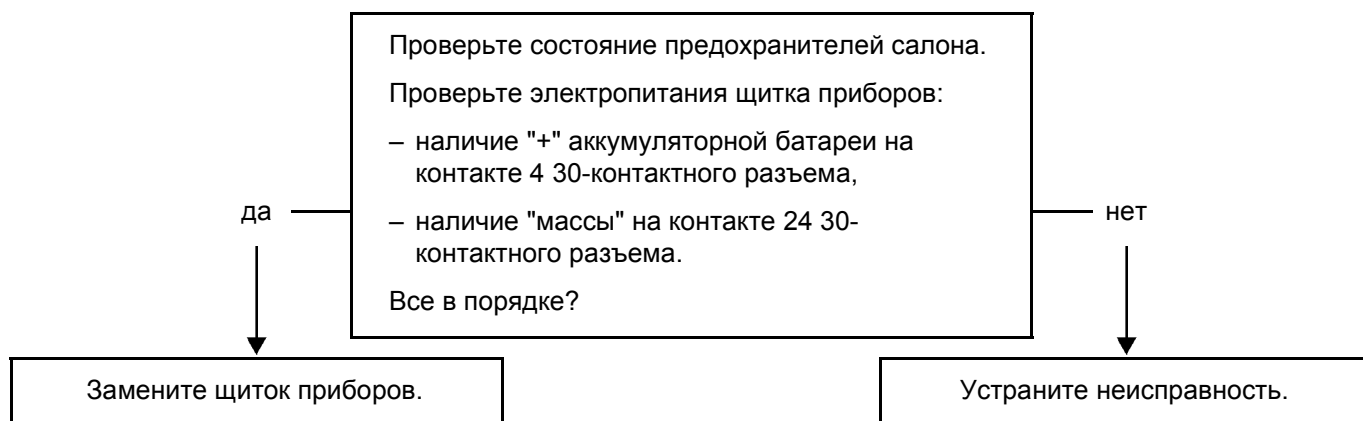 Проверьте состояние предохранителей салона.
Проверьте электропитания щитка приборов:
– наличие "+" аккумуляторной батареи на
контакте 4 30-контактного разъема,
– наличие "массы" на контакте 24 30-
контактного разъема.
Все в порядке?
да
нет
Замените щиток приборов.
Устраните неисправность.